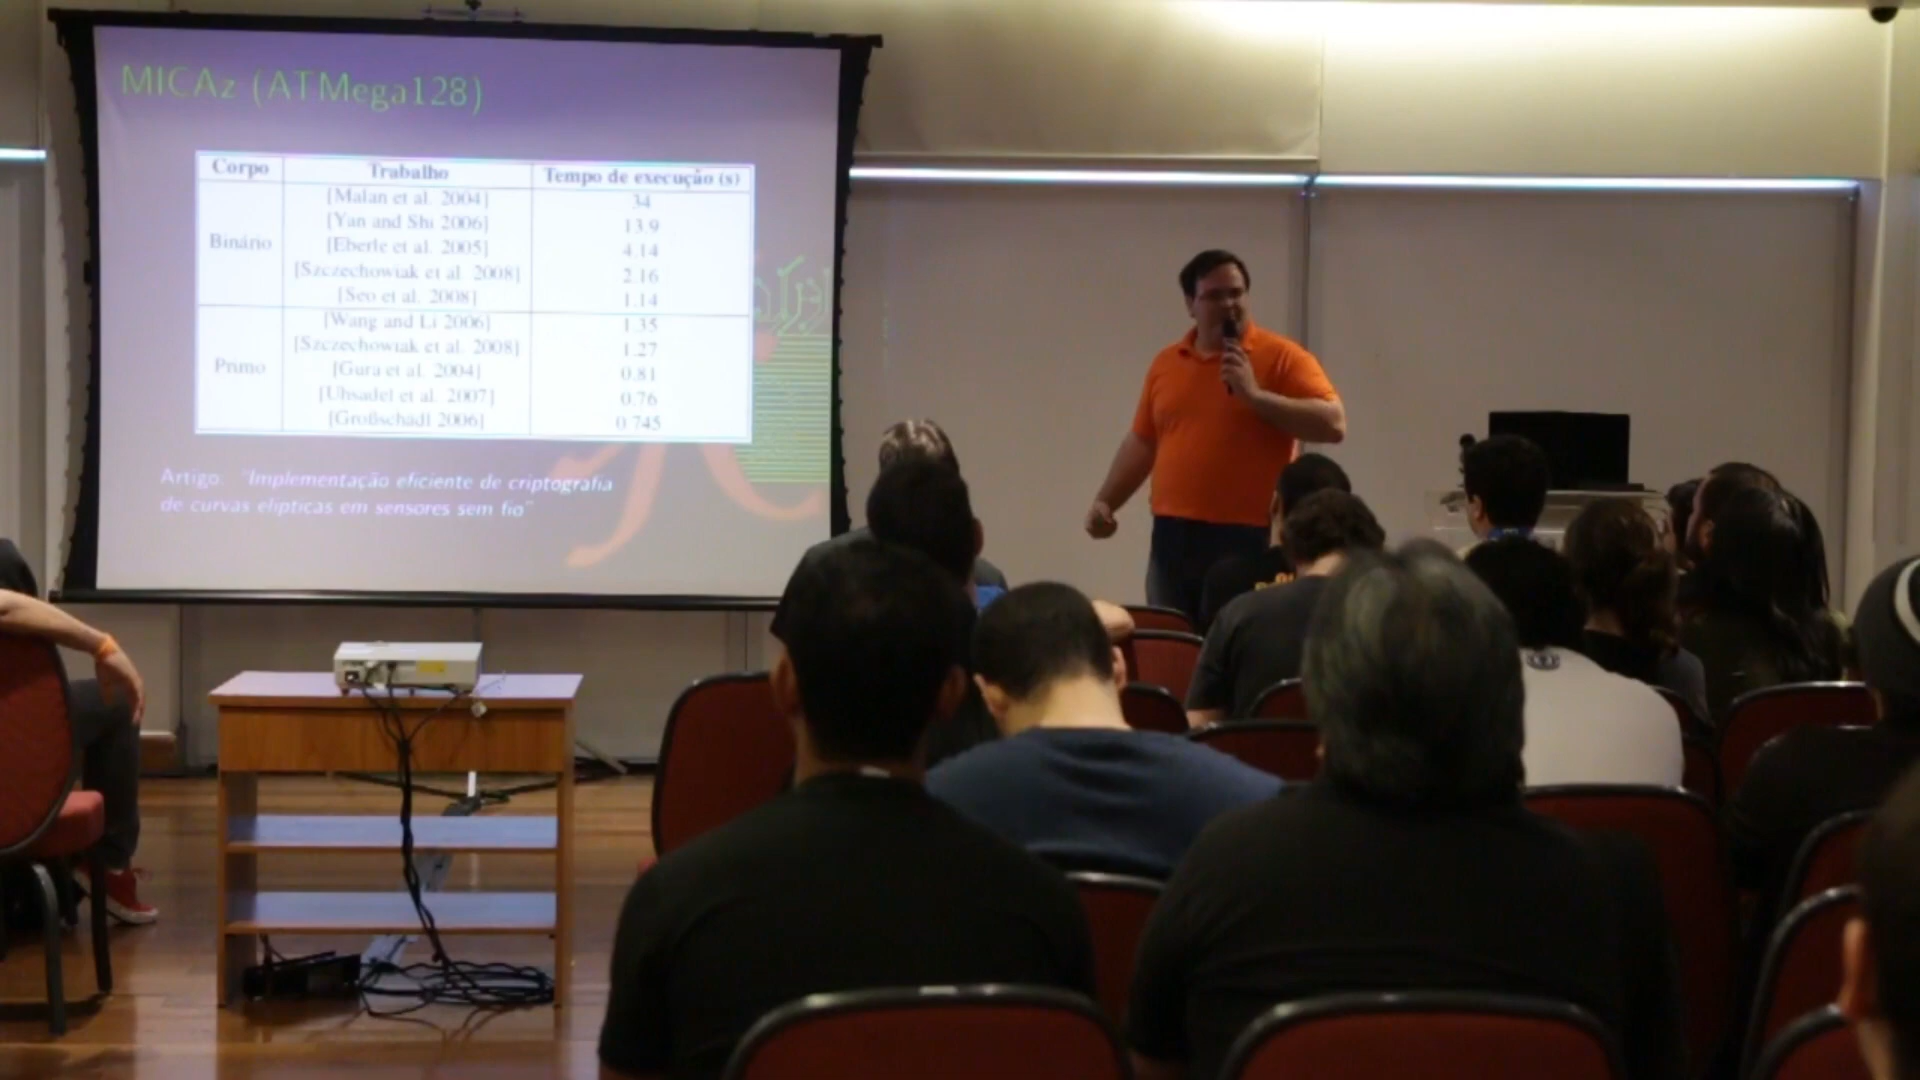 MICAz (ATMega128)
Corpo Trabalho Tempo de execução (s)
Binário
[Malan et al. 2004] 34
[Yan and Shi 2006] 13.9
[Eberle et al. 2005] 4.14
[Szczechowiak et al. 2008] 2.16
[Seo et al. 2008] 1.14
Primo
[Wang and Li 2006] 1.35
[Szczechowiak et al. 2008] 1.27
[Gura et al. 2004] 0.81
[Uhsadel et al. 2007] 0.76
[Großschädl 2006] 0.745
Artigo: "Implementação eficiente de criptografia
de curvas elípticas em sensores sem fio"